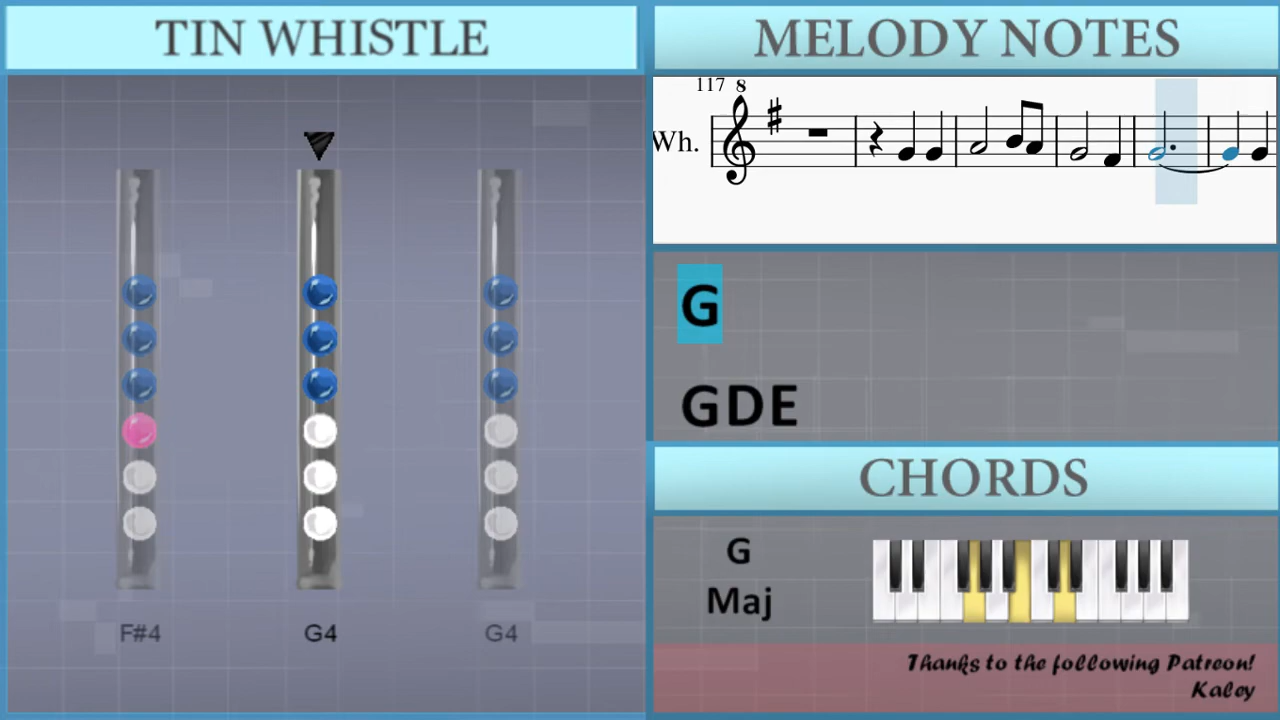 TIN WHISTLE
F#4
G4
G4
MELODY NOTES
117 8
Wh.
G
GDE
CHORDS
G
Maj
Thanks to the following Patreon!
Kaley